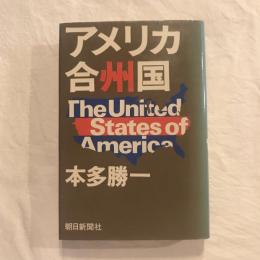 アメリカ
合州国
The United
States of
America
本多勝一
朝日新聞社